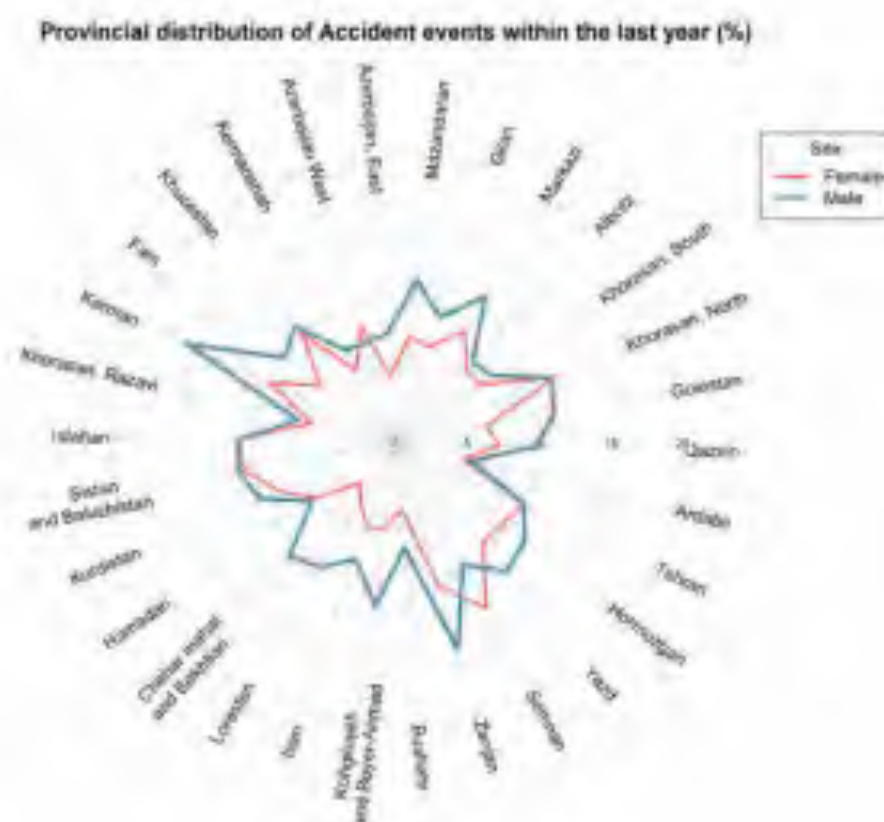 Provincial distribution of Accident events within the last year (%)
Sex
Female
Male
Azerbaijan, East
Mazandaran
Gilan
Markazi
Alborz
Khorasan, South
Khorasan, North
Golestan
Qazvin
Ardabil
Tehran
Hormozgan
Yazd
Semnan
Zanjan
Bushehr
Kohgiluyeh
and Boyer-Ahmad
Ilam
Lorestan
Chahar mahal
and Bakhtiari
Hamadan
Kurdistan
Sistan
and Baluchistan
Isfahan
Khorasan, Razavi
Kerman
Fars
Khuzestan
Kermanshah
Azerbaijan, West